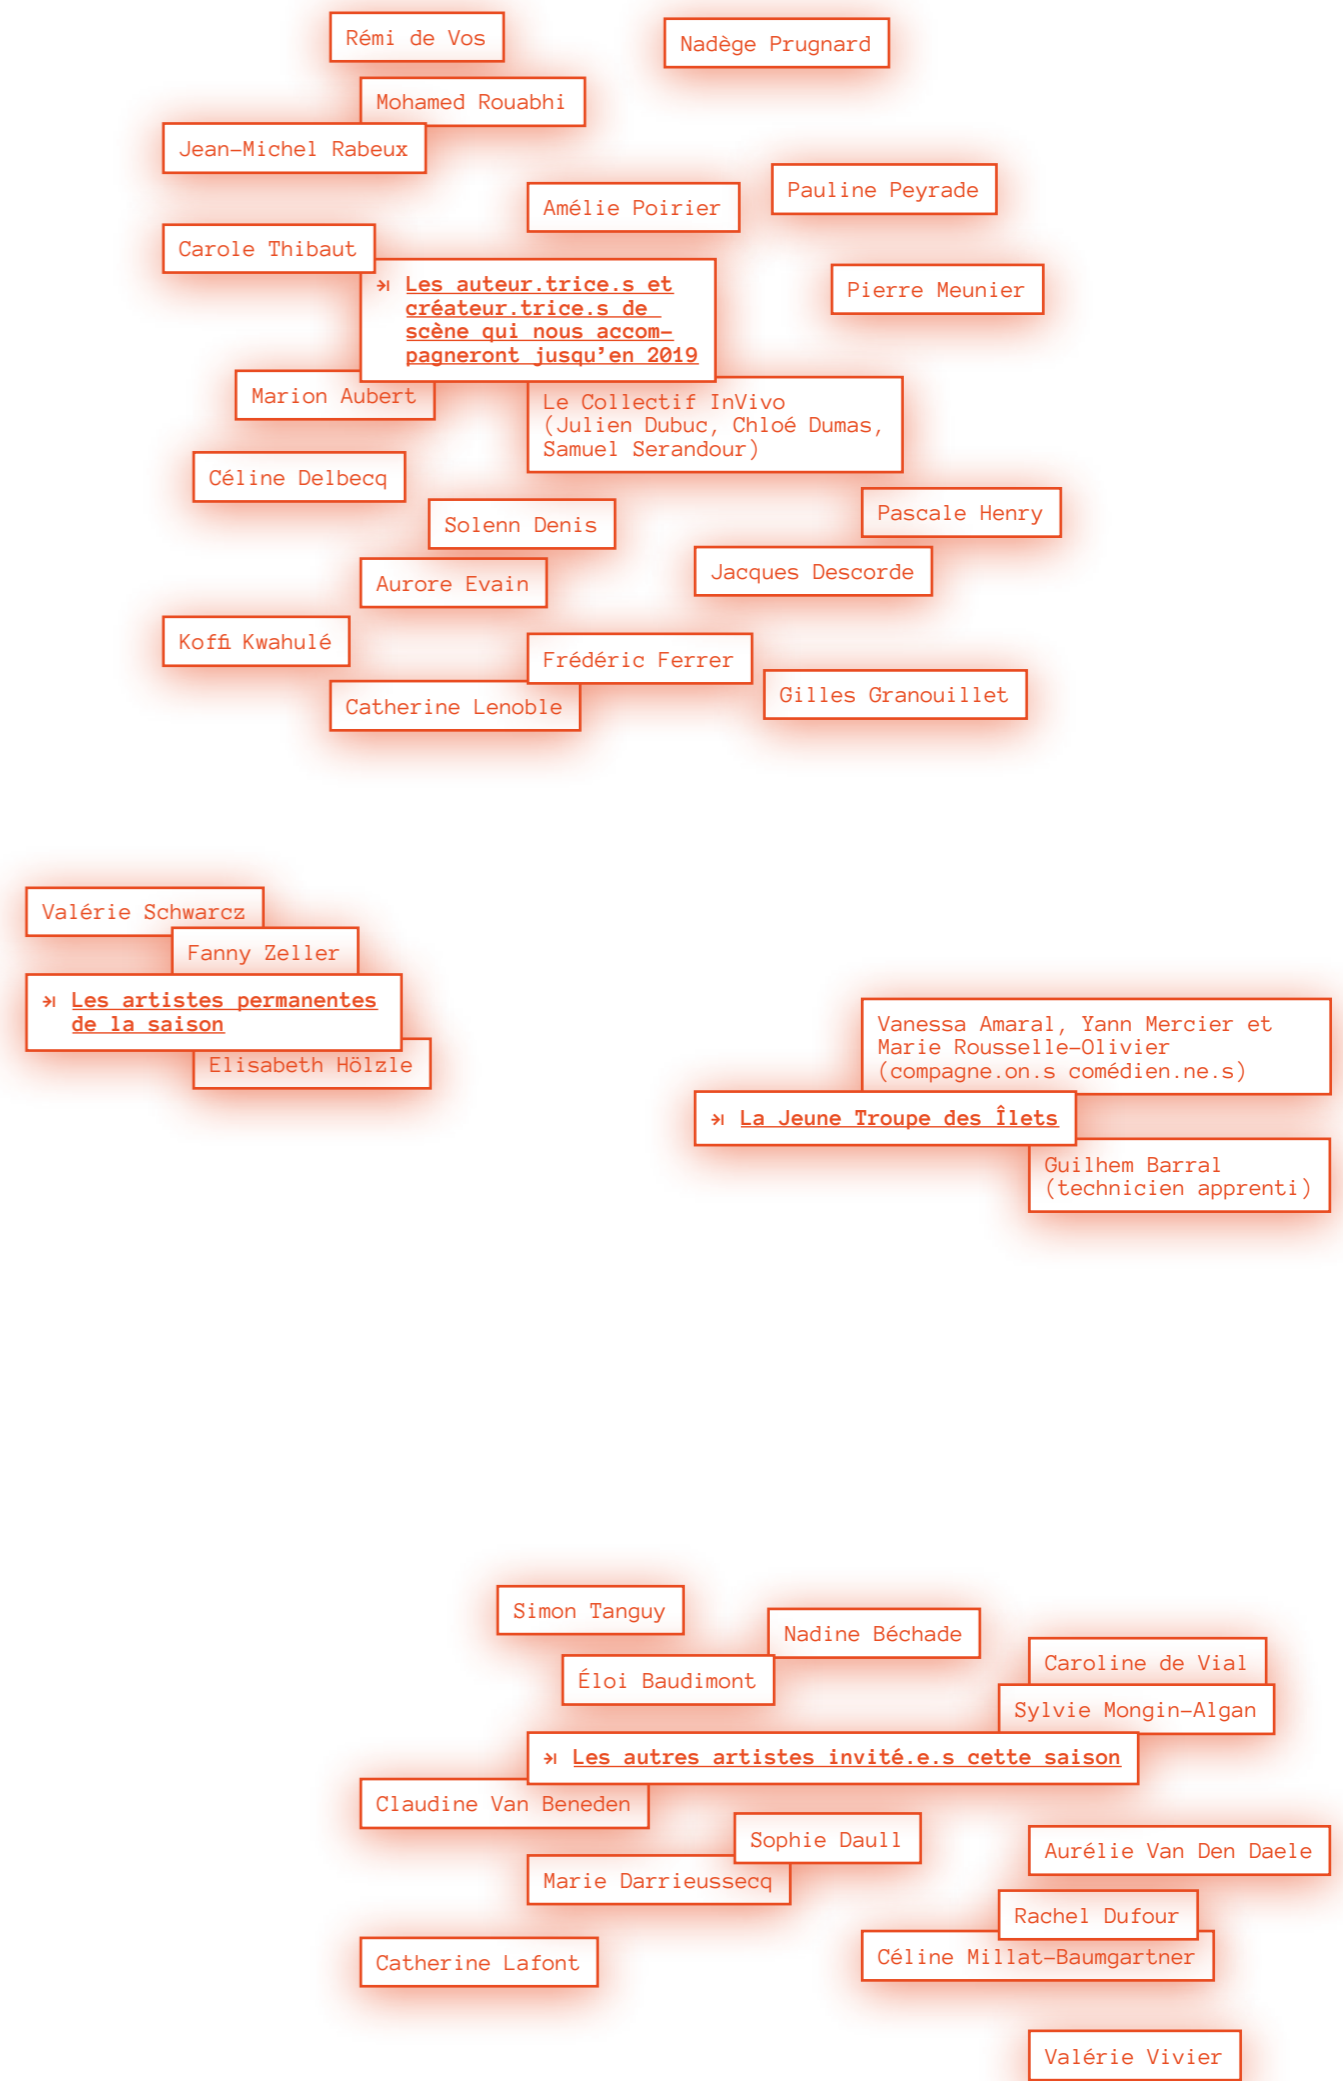 Rémi de Vos
Nadège Prugnard
Mohamed Rouabhi
Jean-Michel Rabeux
Pauline Peyrade
Amélie Poirier
Carole Thibaut
Pierre Meunier
→| Les auteur.trice.s et
créateur.trice.s de
scène qui nous accom-
pagneront jusqu’en 2019
Marion Aubert
Le Collectif InVivo
(Julien Dubuc, Chloé Dumas,
Samuel Serandour)
Céline Delbecq
Solenn Denis
Pascale Henry
Jacques Descorde
Aurore Evain
Koffi Kwahulé
Frédéric Ferrer
Gilles Granouillet
Catherine Lenoble
Valérie Schwarcz
Fanny Zeller
→| Les artistes permanentes
de la saison
Elisabeth Hölzle
Vanessa Amaral, Yann Mercier et
Marie Rousselle-Olivier
(compagne.on.s comédien.ne.s)
→| La Jeune Troupe des Îlets
Guilhem Barral
(technicien apprenti)
Simon Tanguy
Nadine Béchade
Caroline de Vial
Éloi Baudimont
Sylvie Mongin-Algan
→| Les autres artistes invité.e.s cette saison
Claudine Van Beneden
Sophie Daull
Aurélie Van Den Daele
Marie Darrieussecq
Rachel Dufour
Céline Millat-Baumgartner
Catherine Lafont
Valérie Vivier